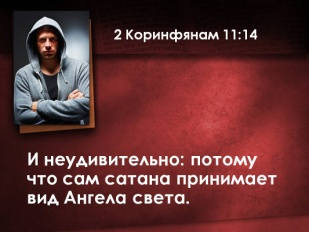 2 Коринфянам 11:14
И неудивительно: потому
что сам сатана принимает
вид Ангела света.